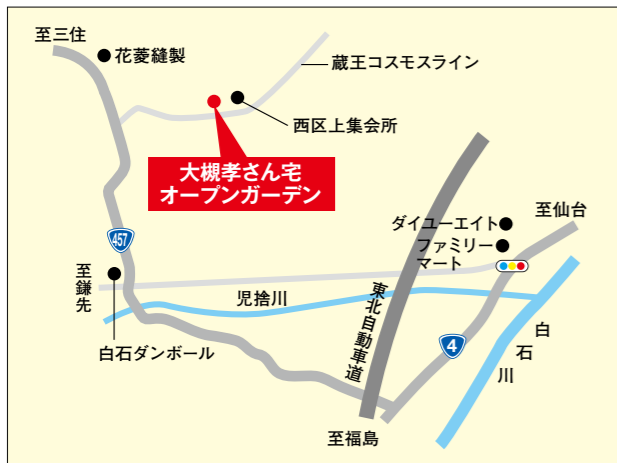 至三住
花菱縫製
蔵王コスモスライン
西区上集会所
大槻孝さん宅
オープンガーデン
ダイユーエイト
至仙台
ファミリー
マート
457
至鎌先
児捨川
東北自動車道
4
白石川
白石ダンボール
至福島